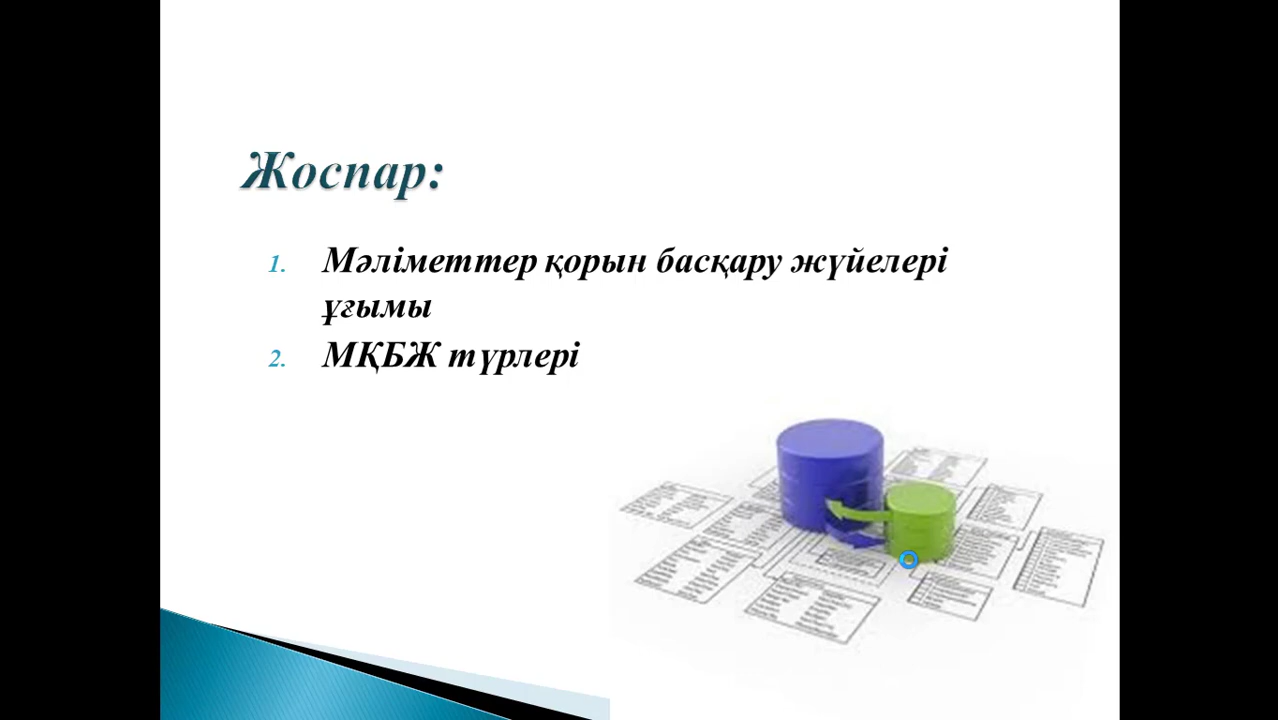 Жоспар:
1. Мәліметтер қорын басқару жүйелері
ұғымы
2. МҚБЖ түрлері